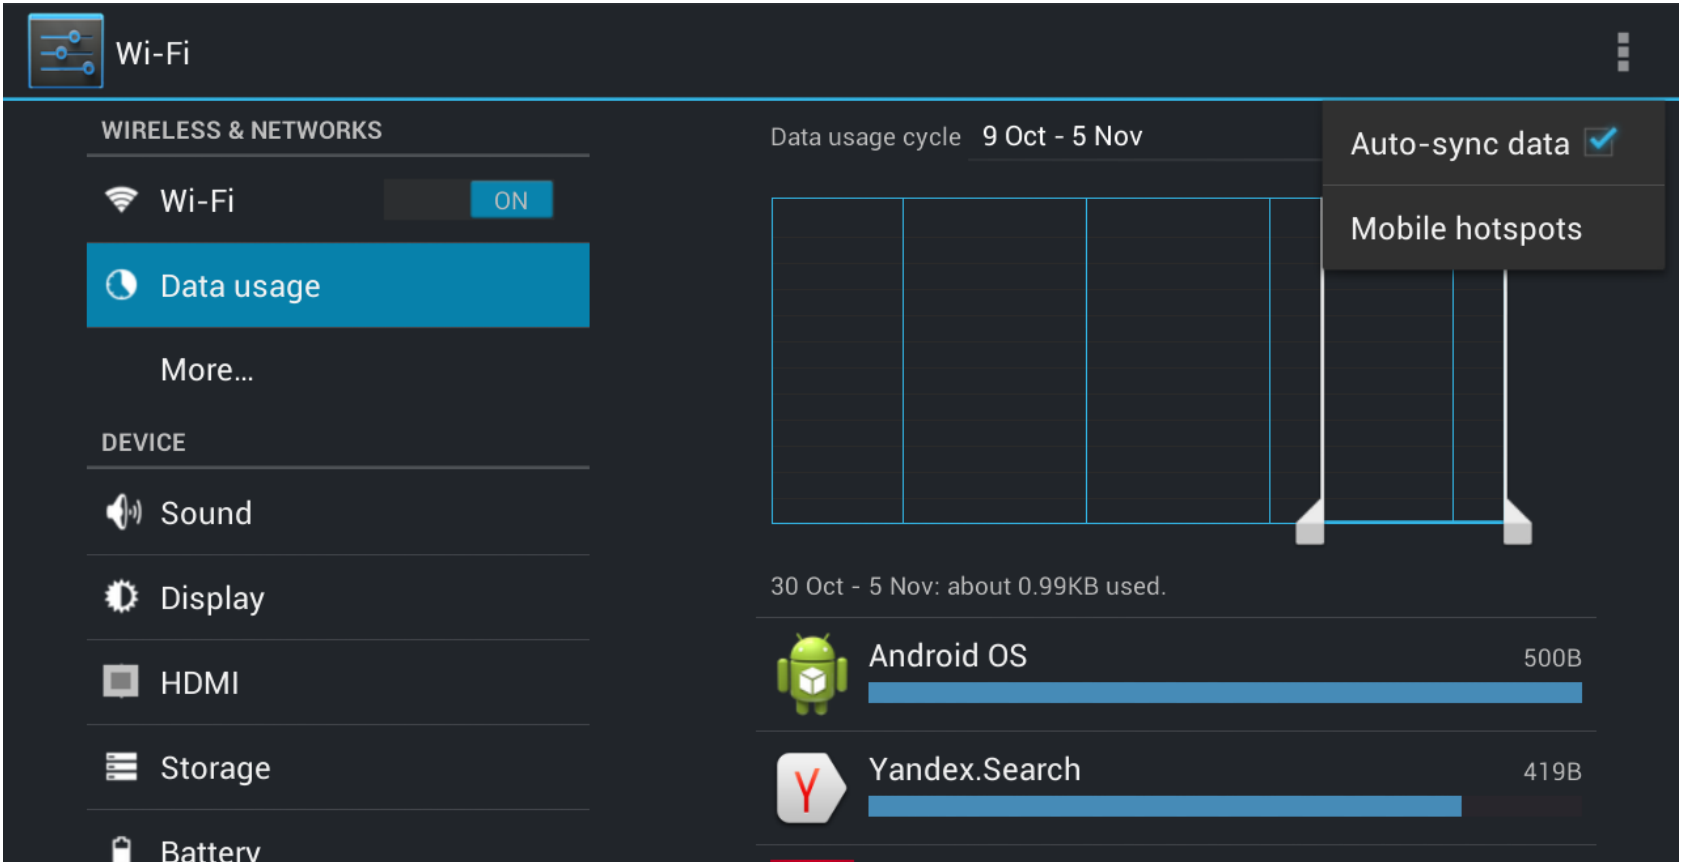 Wi-Fi
WIRELESS & NETWORKS
Wi-Fi ON
Data usage
More...
DEVICE
Sound
Display
HDMI
Storage
Battery
Data usage cycle 9 Oct - 5 Nov
Auto-sync data
Mobile hotspots
30 Oct - 5 Nov: about 0.99KB used.
Android OS 500B
Y
Yandex.Search 419B